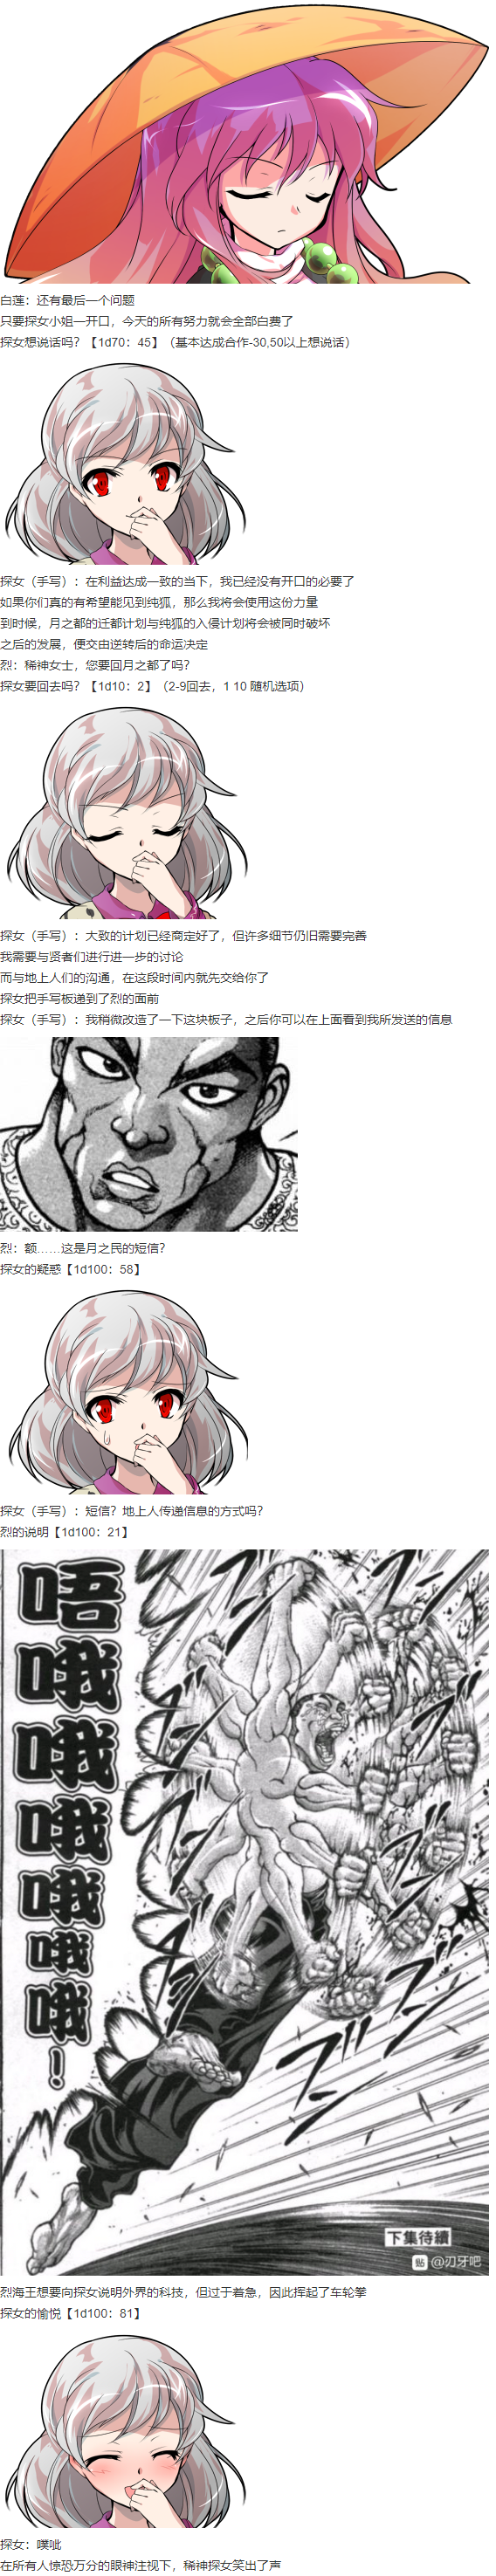 白莲：还有最后一个问题
只要探女小姐一开口，今天的所有努力就会全部白费了
探女想说话吗？【1d70：45】（基本达成合作-30,50以上想说话）
探女（手写）：在利益达成一致的当下，我已经没有开口的必要了
如果你们真的有希望能见到纯狐，那么我将会使用这份力量
到时候，月之都的迁都计划与纯狐的入侵计划将会被同时破坏
之后的发展，便交由逆转后的命运决定
烈：稀神女士，您要回月之都了吗？
探女要回去吗？【1d10：2】（2-9回去，1 10 随机选项）
探女（手写）：大致的计划已经商定好了，但许多细节仍旧需要完善
我需要与贤者们进行进一步的讨论
而与地上人们的沟通，在这段时间内就先交给你了
探女把手写板递到了烈的面前
探女（手写）：我稍微改造了一下这块板子，之后你可以在上面看到我所发送的信息
烈：额……这是月之民的短信？
探女的疑惑【1d100：58】
探女（手写）：短信？地上人传递信息的方式吗？
烈的说明【1d100：21】
唔哦哦哦哦哦哦！
下集待續
貼 @刃牙吧
烈海王想要向探女说明外界的科技，但过于着急，因此挥起了车轮拳
探女的愉悦【1d100：81】
探女：噗呲
在所有人惊恐万分的眼神注视下，稀神探女笑出了声